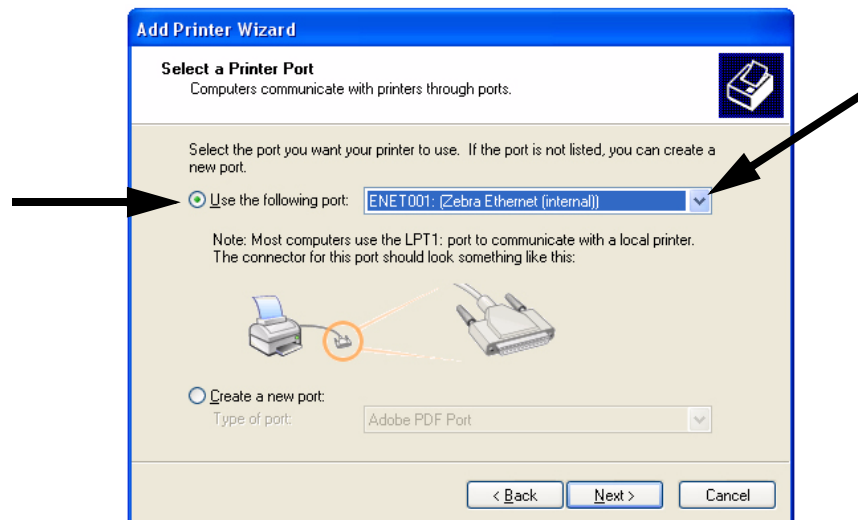 Add Printer Wizard
Select a Printer Port
Computers communicate with printers through ports.
Select the port you want your printer to use. If the port is not listed, you can create a
new port.
Use the following port: ENET001: (Zebra Ethernet (internal))
Note: Most computers use the LPT1: port to communicate with a local printer.
The connector for this port should look something like this:
Create a new port:
Type of port: Adobe PDF Port
< Back Next > Cancel